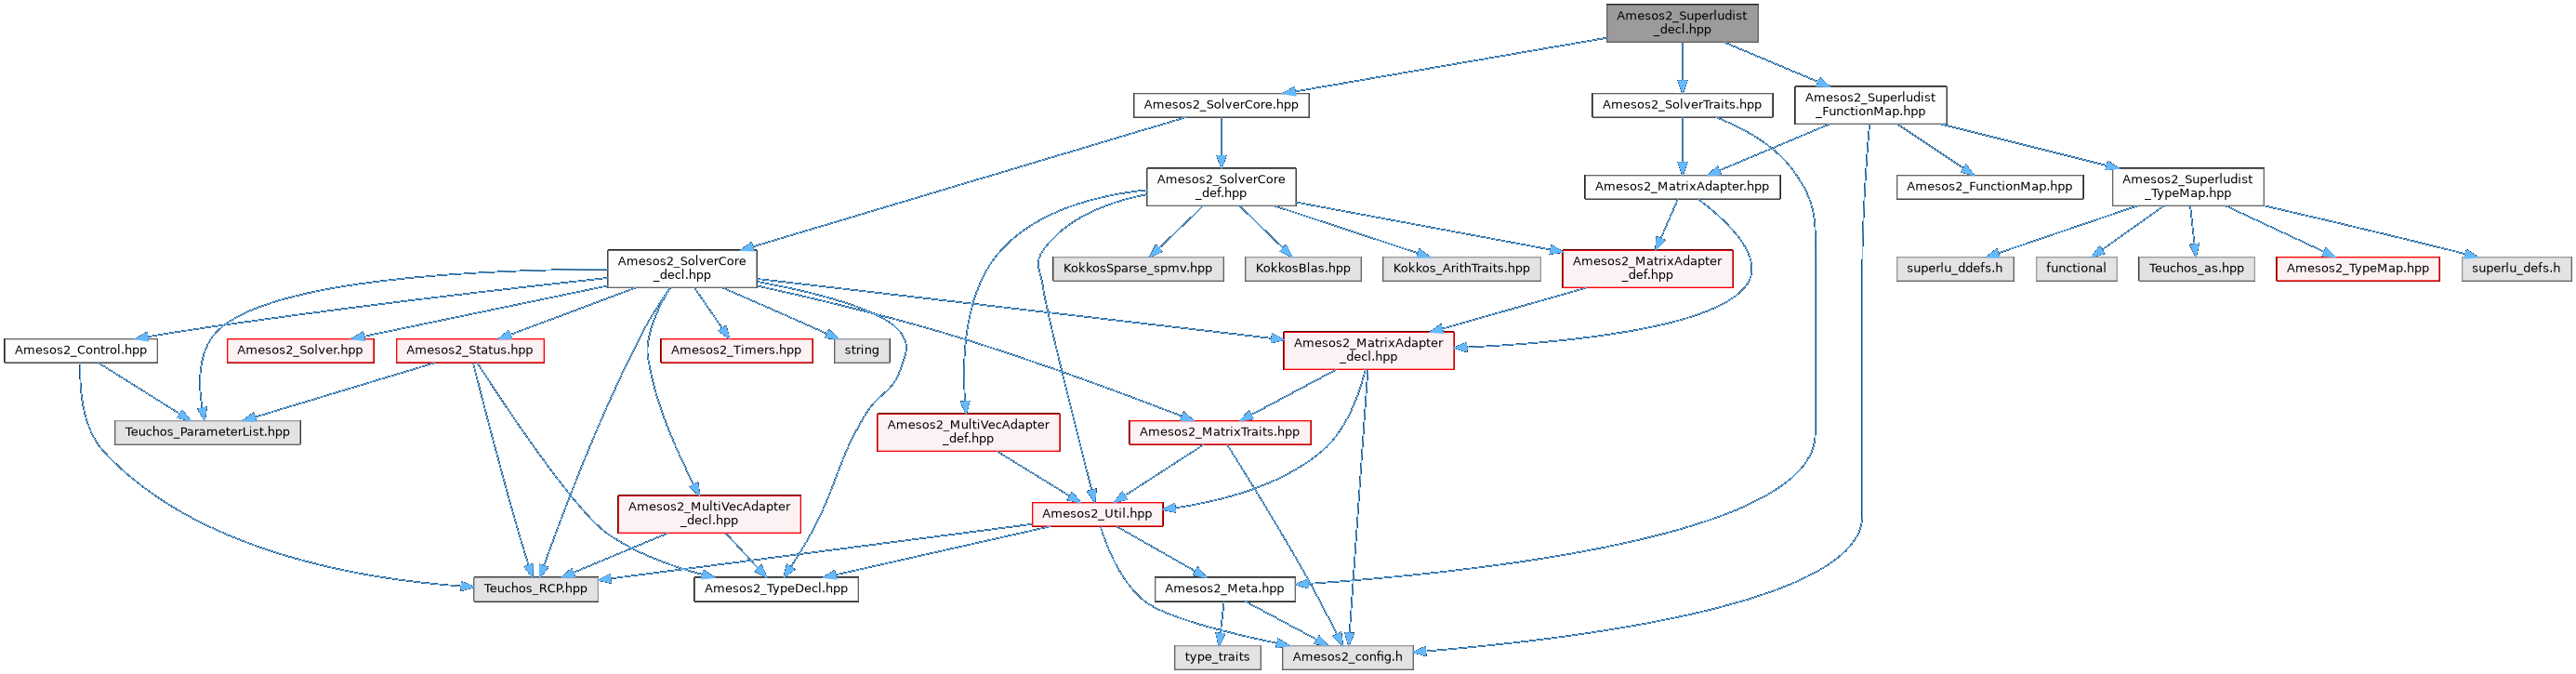 Amesos2_Superludist
_decl.hpp
Amesos2_SolverCore.hpp
Amesos2_SolverTraits.hpp
Amesos2_Superludist
_FunctionMap.hpp
Amesos2_SolverCore
_def.hpp
Amesos2_MatrixAdapter.hpp
Amesos2_FunctionMap.hpp
Amesos2_Superludist
_TypeMap.hpp
Amesos2_SolverCore
_decl.hpp
KokkosSparse_spmv.hpp
KokkosBlas.hpp
Kokkos_ArithTraits.hpp
Amesos2_MatrixAdapter
_def.hpp
superlu_ddefs.h
functional
Teuchos_as.hpp
Amesos2_TypeMap.hpp
superlu_defs.h
Amesos2_Control.hpp
Amesos2_Solver.hpp
Amesos2_Status.hpp
Amesos2_Timers.hpp
string
Amesos2_MatrixAdapter
_decl.hpp
Teuchos_ParameterList.hpp
Amesos2_MultiVecAdapter
_def.hpp
Amesos2_MatrixTraits.hpp
Amesos2_MultiVecAdapter
_decl.hpp
Amesos2_Util.hpp
Teuchos_RCP.hpp
Amesos2_TypeDecl.hpp
Amesos2_Meta.hpp
type_traits
Amesos2_config.h